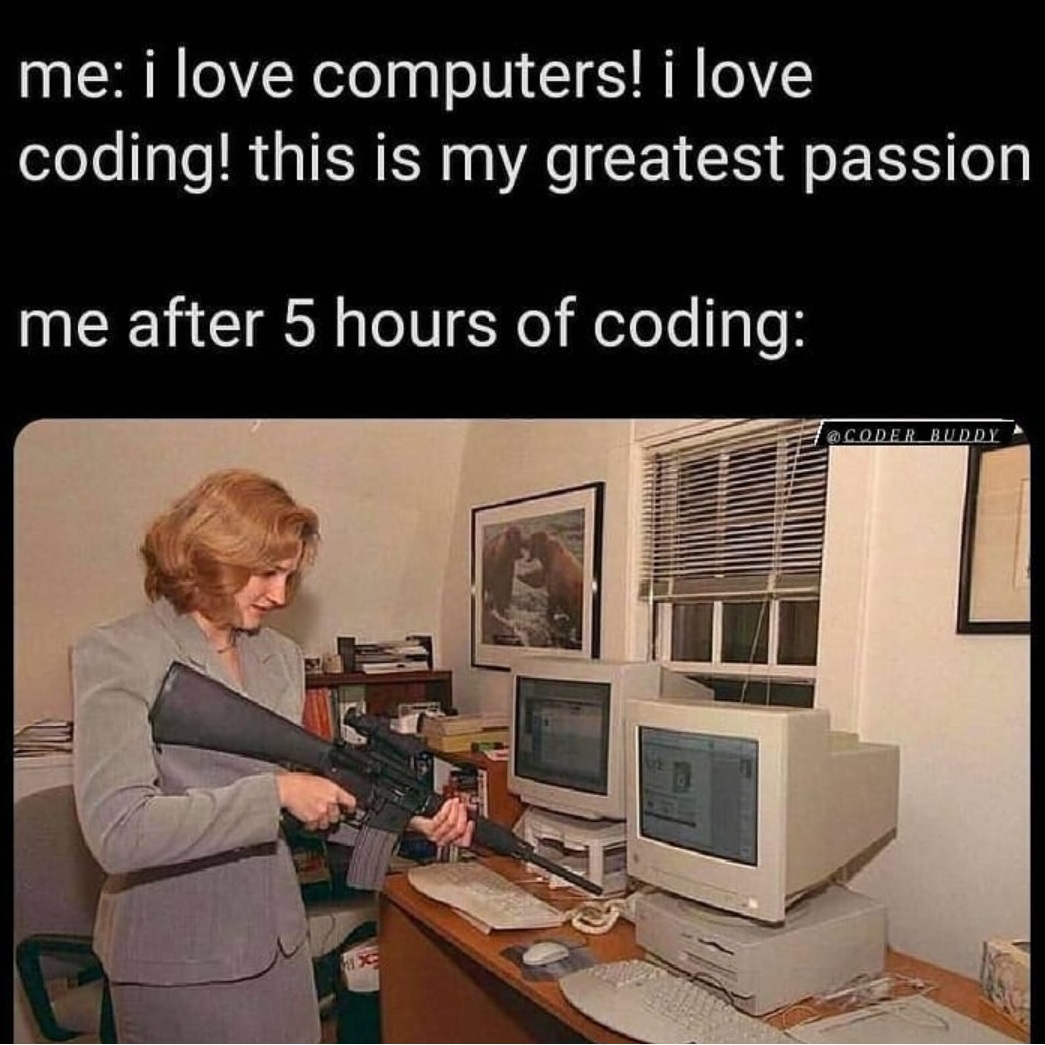 me: i love computers! i love
coding! this is my greatest passion
me after 5 hours of coding:
@CODER_BUDDY